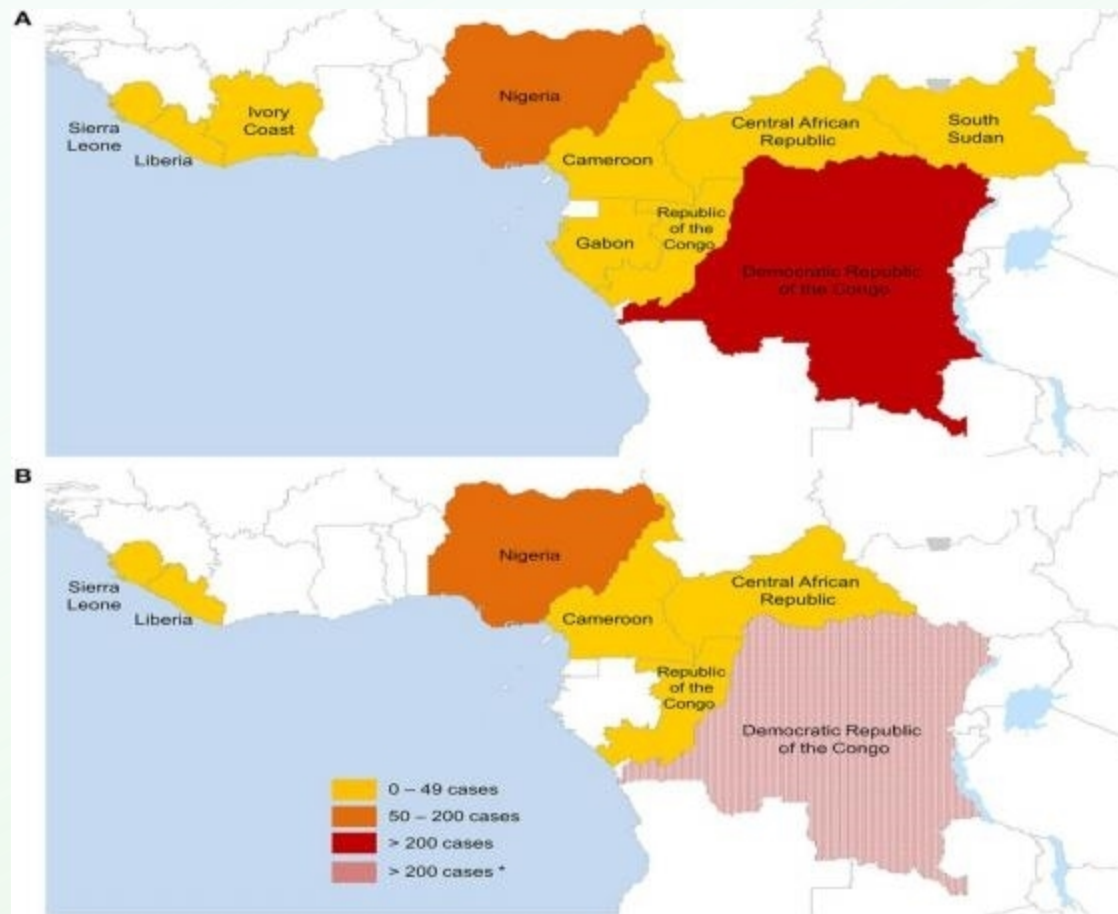 A
Nigeria
Ivory
Coast
Sierra
Leone
Liberia
Cameroon
Central African
Republic
South
Sudan
Republic
of the
Congo
Gabon
Democratic Republic
of the Congo
B
Nigeria
Sierra
Leone
Liberia
Cameroon
Central African
Republic
Republic
of the
Congo
Democratic Republic
of the Congo
0 – 49 cases
50 – 200 cases
> 200 cases
> 200 cases *